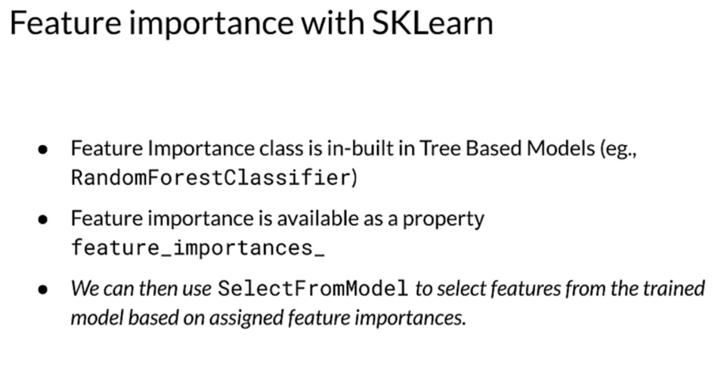 Feature importance with SKLearn
● Feature Importance class is in-built in Tree Based Models (eg.,
RandomForestClassifier)
● Feature importance is available as a property
feature_importances_
● We can then use SelectFromModel to select features from the trained
model based on assigned feature importances.